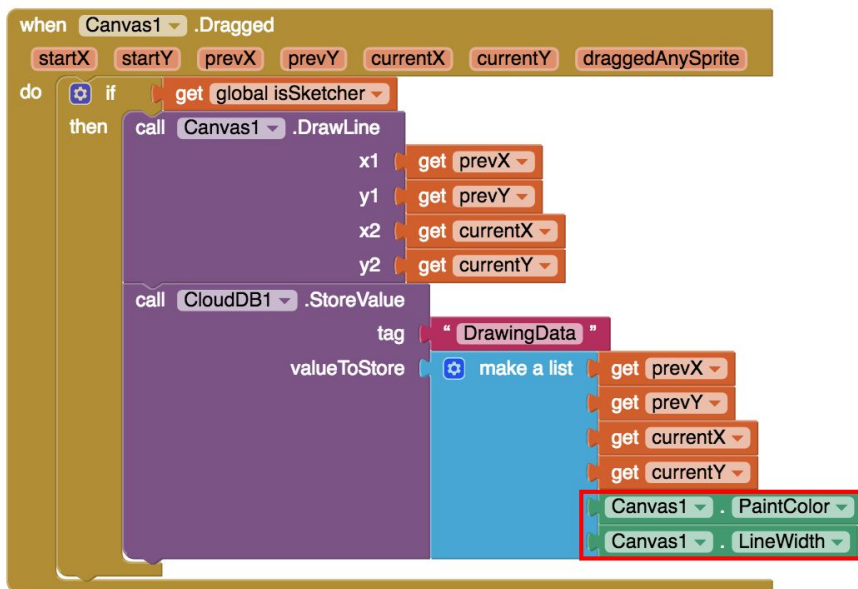 when Canvas1 .Dragged
startX startY prevX prevY currentX currentY draggedAnySprite
do if get global isSketcher
then call Canvas1 .DrawLine
x1 get prevX
y1 get prevY
x2 get currentX
y2 get currentY
call CloudDB1 .StoreValue
tag " DrawingData "
valueToStore make a list get prevX
get prevY
get currentX
get currentY
Canvas1 . PaintColor
Canvas1 . LineWidth